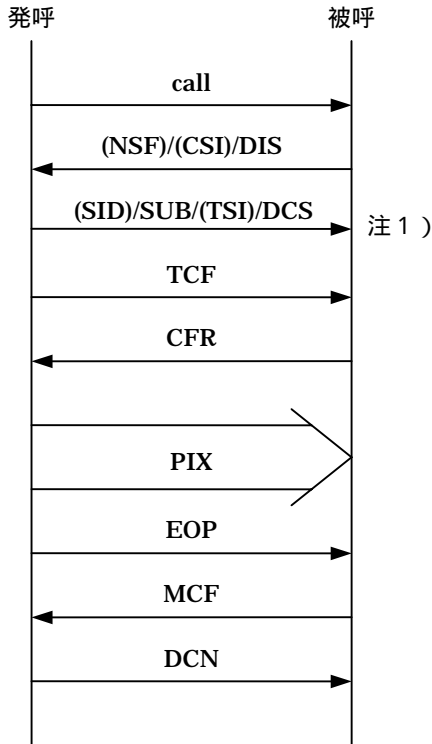 発呼 被呼
call
(NSF)/(CSI)/DIS
(SID)/SUB/(TSI)/DCS 注1)
TCF
CFR
PIX
EOP
MCF
DCN